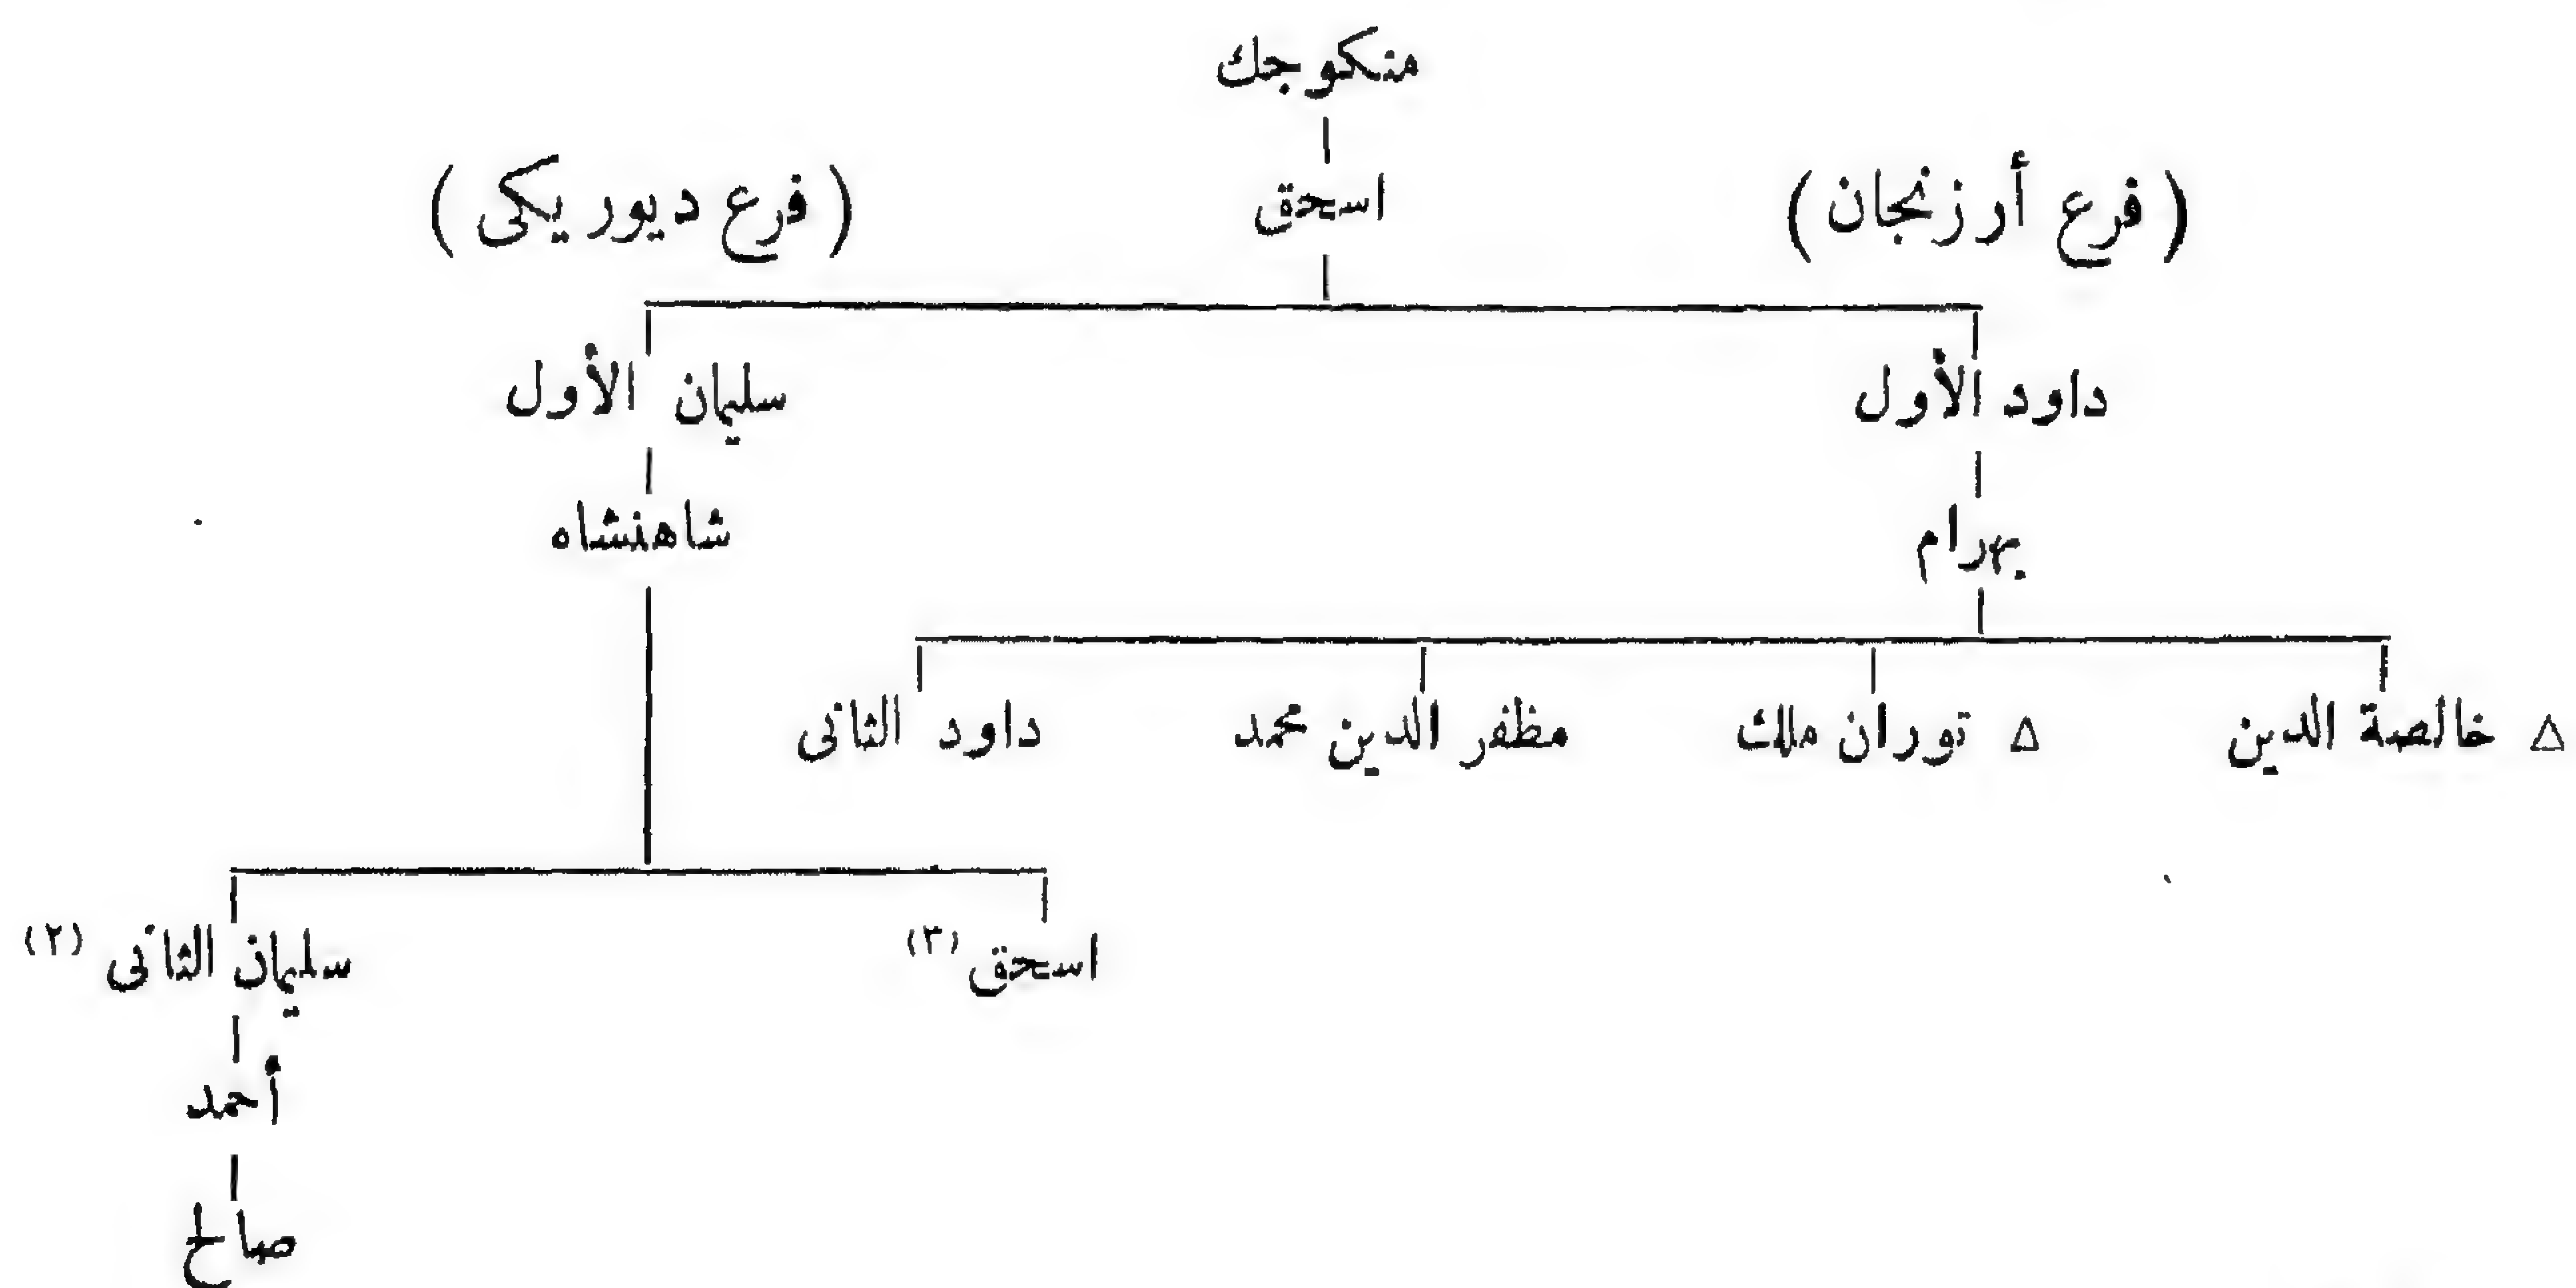 منكوجك
(فرع أرزنجان)
اسحق
(فرع ديوريكى)
داود الأول
سليمان الأول
بهرام
شاهنشاه
△ خالصة الدين
△ توران ملك
مظفر الدين محمد
داود الثانى
اسحق (٣)
سليمان الثانى (٢)
أحمد
صالح